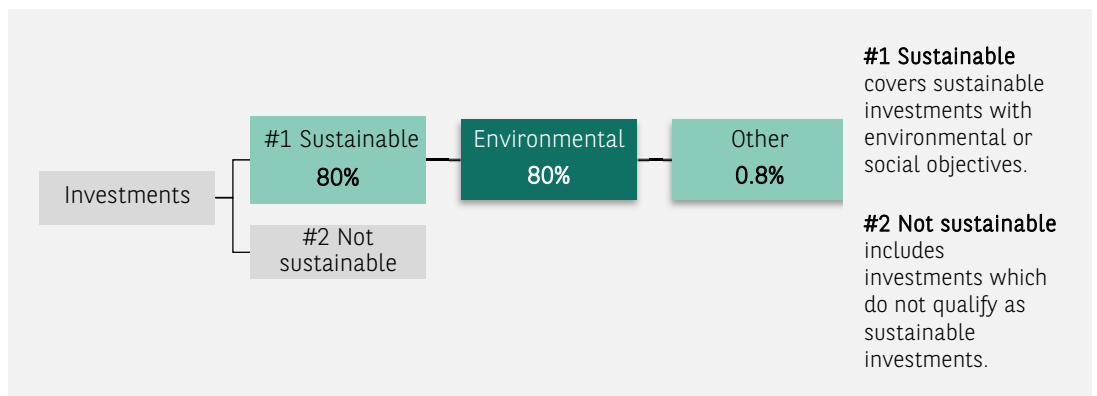 Investments
#1 Sustainable
80%
#2 Not
sustainable
Environmental
80%
Other
0.8%
#1 Sustainable
covers sustainable
investments with
environmental or
social objectives.
#2 Not sustainable
includes
investments which
do not qualify as
sustainable
investments.